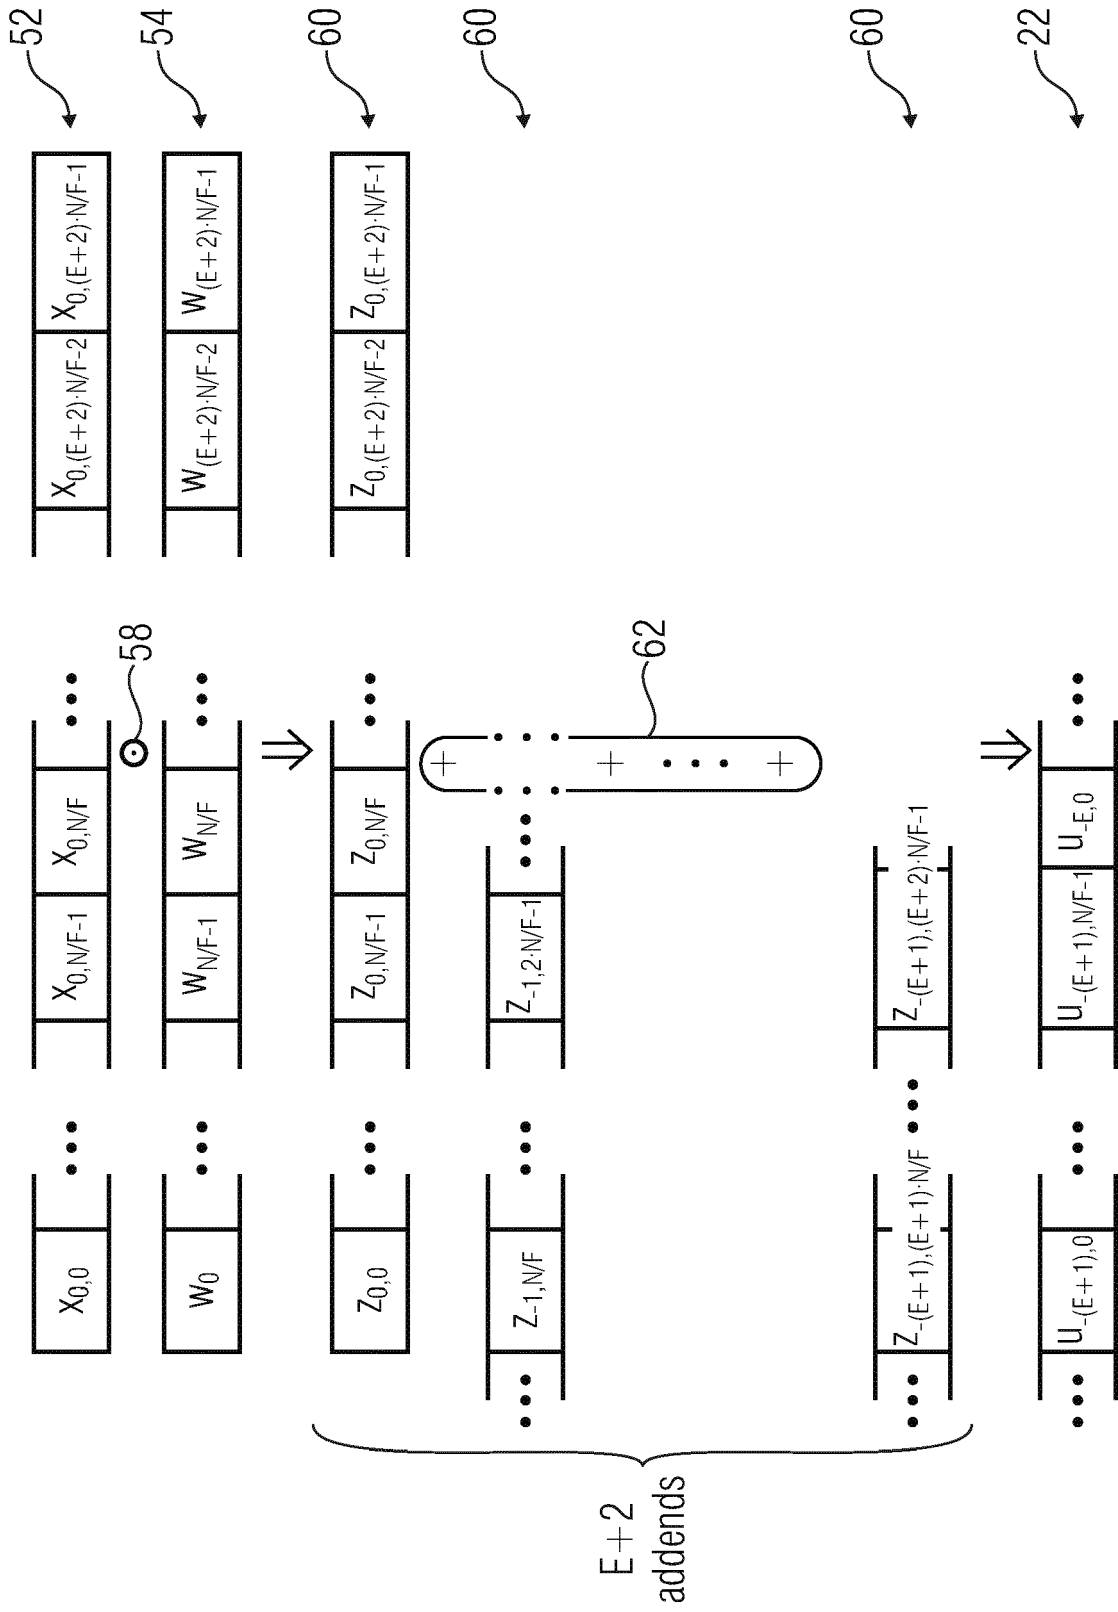 x0,0 ••• x0,N/F-1 x0,N/F ••• x0,(E+2)·N/F-2 x0,(E+2)·N/F-1 52
⊙ 58
w0 ••• wN/F-1 wN/F ••• w(E+2)·N/F-2 w(E+2)·N/F-1 54
⇓
z0,0 ••• z0,N/F-1 z0,N/F ••• z0,(E+2)·N/F-2 z0,(E+2)·N/F-1 60
••• z-1,N/F ••• z-1,2·N/F-1 ••• 60
E+2
addends
+ + ••• + 62
••• z-(E+1),(E+1)·N/F ••• z-(E+1),(E+2)·N/F-1 60
⇓
••• u-(E+1),0 ••• u-(E+1),N/F-1 u-E,0 ••• 22